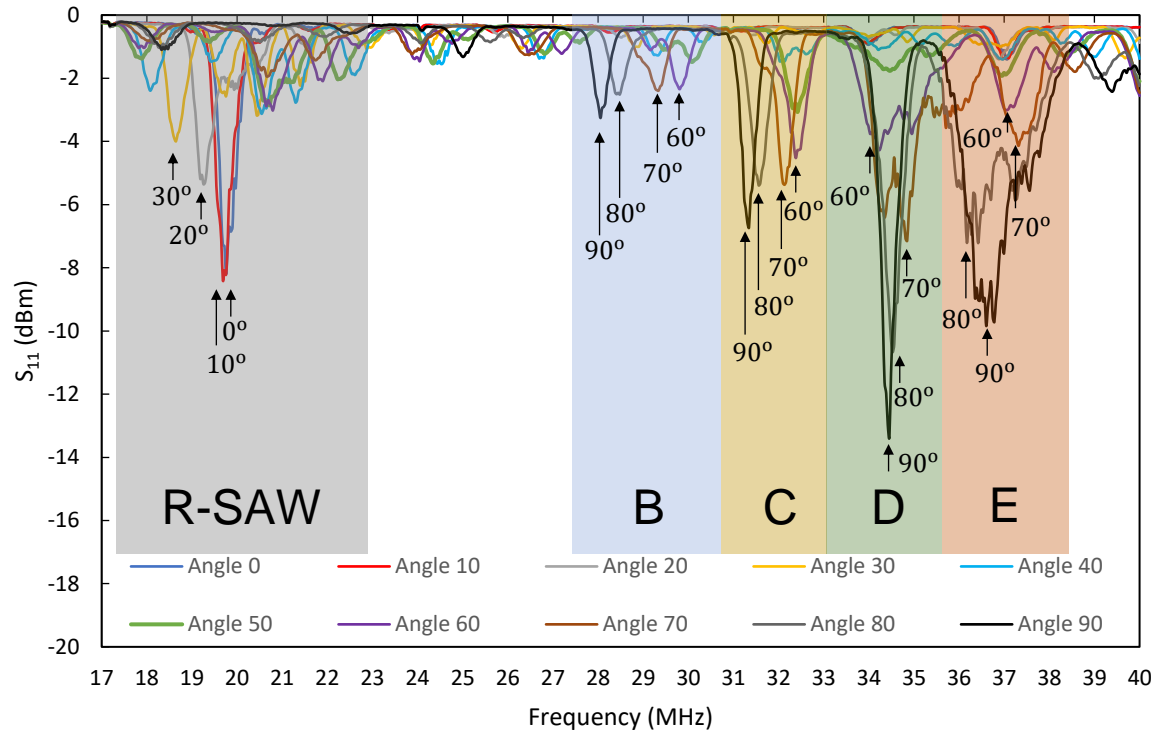 0
-2
-4
-6
-8
-10
-12
-14
-16
-18
-20
S11 (dBm)
30º
20º
0º
10º
90º
80º
70º
60º
90º
80º
70º
60º
60º
70º
80º
90º
80º
60º
70º
90º
R-SAW B C D E
Angle 0 Angle 10 Angle 20 Angle 30 Angle 40
Angle 50 Angle 60 Angle 70 Angle 80 Angle 90
17 18 19 20 21 22 23 24 25 26 27 28 29 30 31 32 33 34 35 36 37 38 39 40
Frequency (MHz)